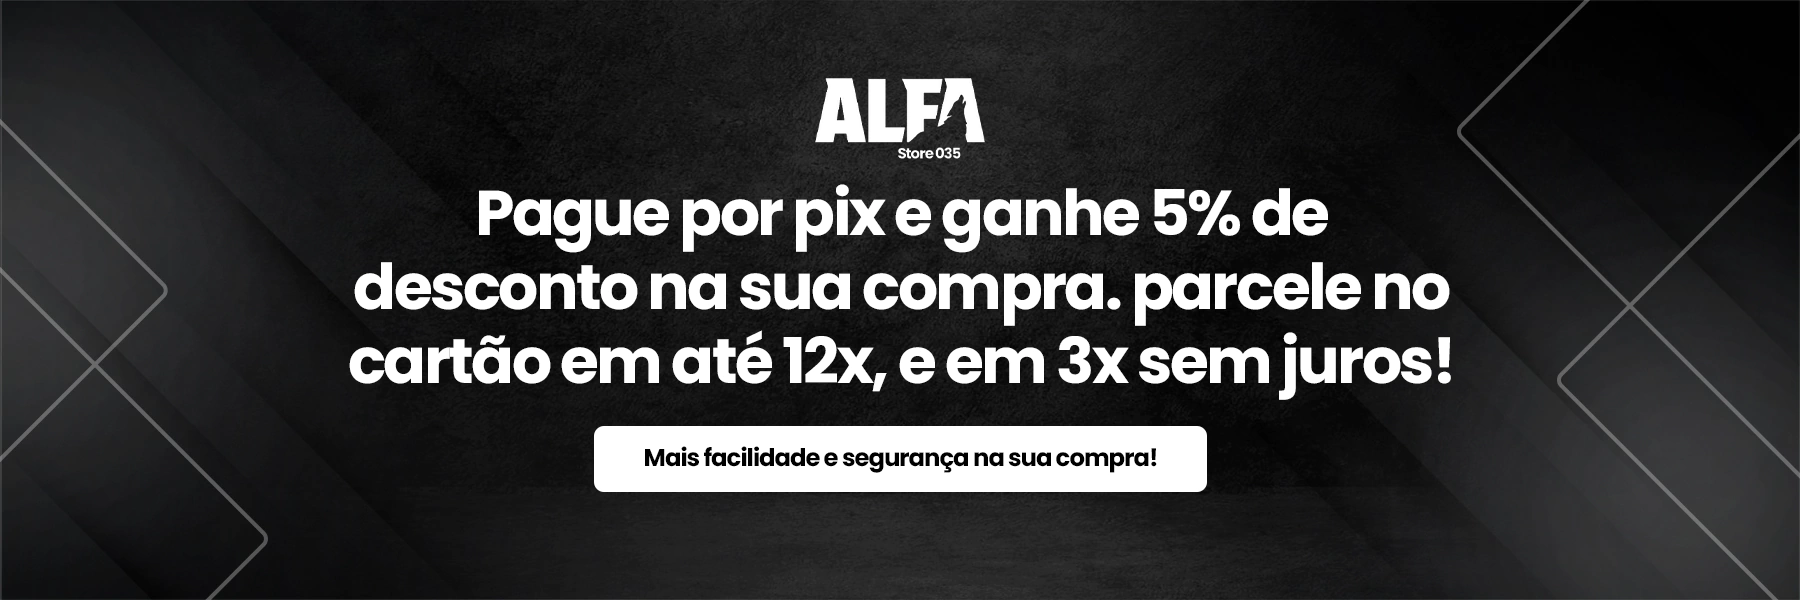 ALFA
Store 035
Pague por pix e ganhe 5% de
desconto na sua compra. parcele no
cartão em até 12x, e em 3x sem juros!
Mais facilidade e segurança na sua compra!